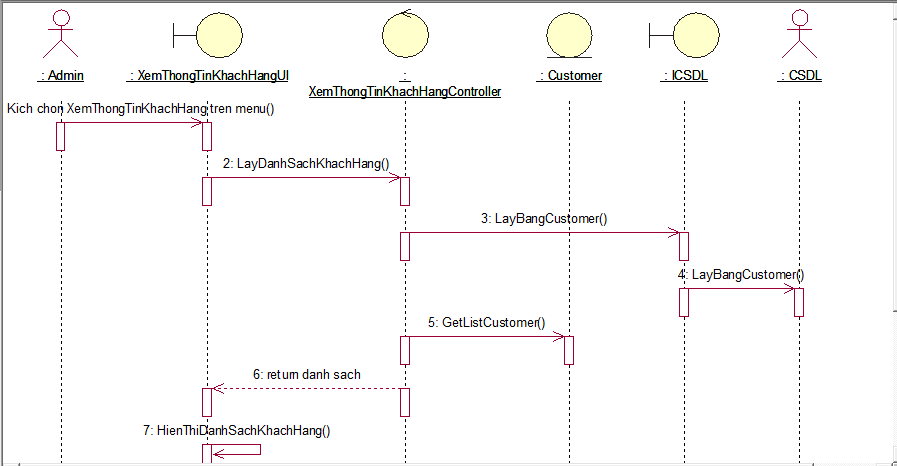 : Admin
: XemThongTinKhachHangUI
:
XemThongTinKhachHangController
: Customer
: ICSDL
: CSDL
Kich chon XemThongTinKhachHang tren menu()
2: LayDanhSachKhachHang()
3: LayBangCustomer()
4: LayBangCustomer()
5: GetListCustomer()
6: return danh sach
7: HienThiDanhSachKhachHang()